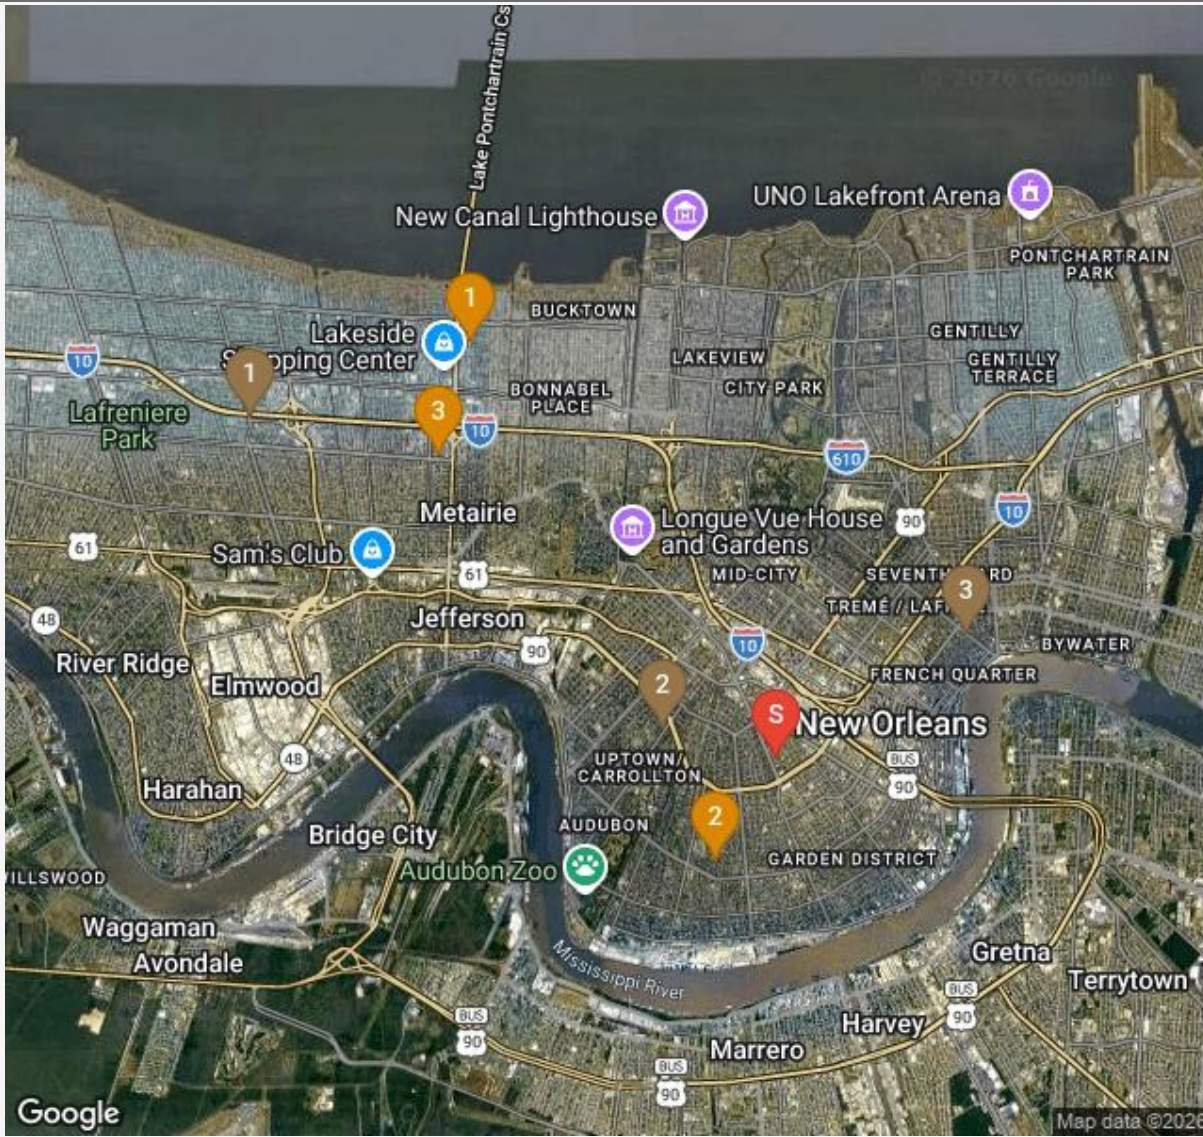 Lake Pontchartrain Cs
© 2026 Google
New Canal Lighthouse
UNO Lakefront Arena
PONTCHARTRAIN
PARK
1
BUCKTOWN
Lakeside
Shopping Center
GENTILLY
10
LAKEVIEW
GENTILLY
TERRACE
1
CITY PARK
BONNABEL
PLACE
Lafreniere
Park
3
10
610
Metairie
10
90
Longue Vue House
and Gardens
61
Sam's Club
61
MID-CITY
SEVENTH WARD
3
TREMÉ / LAF
48
Jefferson
10
90
BYWATER
River Ridge
Elmwood
2
FRENCH QUARTER
S
New Orleans
48
UPTOWN/
CARROLLTON
BUS
90
Harahan
2
Bridge City
AUDUBON
GARDEN DISTRICT
Audubon Zoo
WILLSWOOD
Waggaman
Avondale
Mississippi River
Gretna
Terrytown
BUS
90
BUS
90
Harvey
Marrero
BUS
90
Google
Map data ©2026